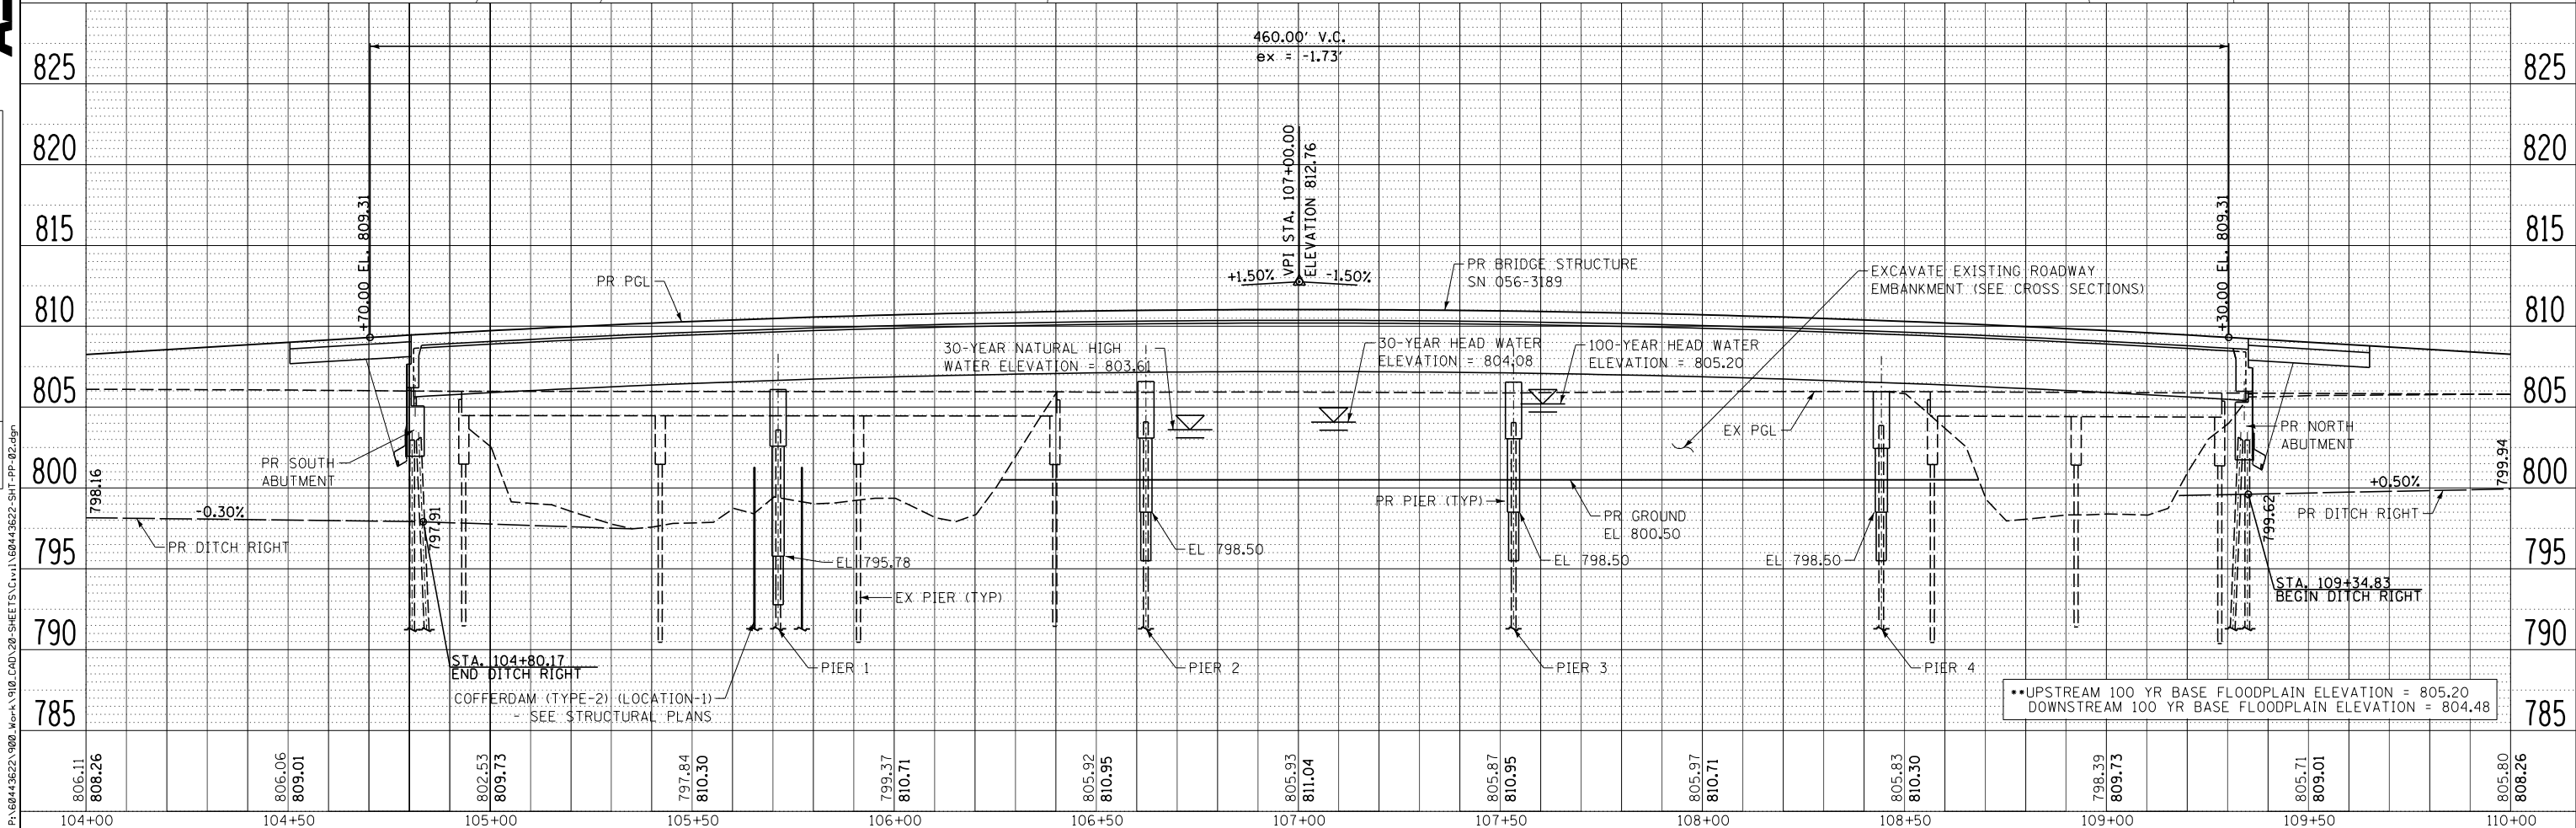 460.00' V.C.
ex = -1.73'
825
825
820
820
815
815
810
810
805
805
800
800
795
795
790
790
785
785
+70.00 EL. 809.31
VPI STA. 107+00.00
ELEVATION 812.76
+1.50%
-1.50%
+30.00 EL. 809.31
PR PGL
PR BRIDGE STRUCTURE
SN 056-3189
EXCAVATE EXISTING ROADWAY
EMBANKMENT (SEE CROSS SECTIONS)
30-YEAR NATURAL HIGH
WATER ELEVATION = 803.61
30-YEAR HEAD WATER
ELEVATION = 804.08
100-YEAR HEAD WATER
ELEVATION = 805.20
EX PGL
PR SOUTH
ABUTMENT
PR NORTH
ABUTMENT
798.16
-0.30%
797.91
PR DITCH RIGHT
PR PIER (TYP)
PR GROUND
EL 800.50
+0.50%
799.94
799.62
PR DITCH RIGHT
EL 795.78
EL 798.50
EL 798.50
EL 798.50
EX PIER (TYP)
STA. 109+34.83
BEGIN DITCH RIGHT
STA. 104+80.17
END DITCH RIGHT
PIER 1
PIER 2
PIER 3
PIER 4
COFFERDAM (TYPE-2) (LOCATION-1)
- SEE STRUCTURAL PLANS
**UPSTREAM 100 YR BASE FLOODPLAIN ELEVATION = 805.20
DOWNSTREAM 100 YR BASE FLOODPLAIN ELEVATION = 804.48
806.11
808.26
806.06
809.01
802.53
809.73
797.84
810.30
799.37
810.71
805.92
810.95
805.93
811.04
805.87
810.95
805.97
810.71
805.83
810.30
798.39
809.73
805.71
809.01
805.80
808.26
104+00
104+50
105+00
105+50
106+00
106+50
107+00
107+50
108+00
108+50
109+00
109+50
110+00
P:\60443622\900_Work\910_CAD\20-SHEETS\Civil\60443622-SHT-PP-02.dgn